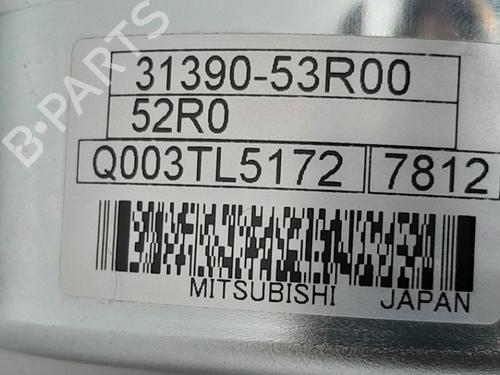 31390-53R00
52R0
Q003TL5172 7812
MITSUBISHI JAPAN
B-PARTS